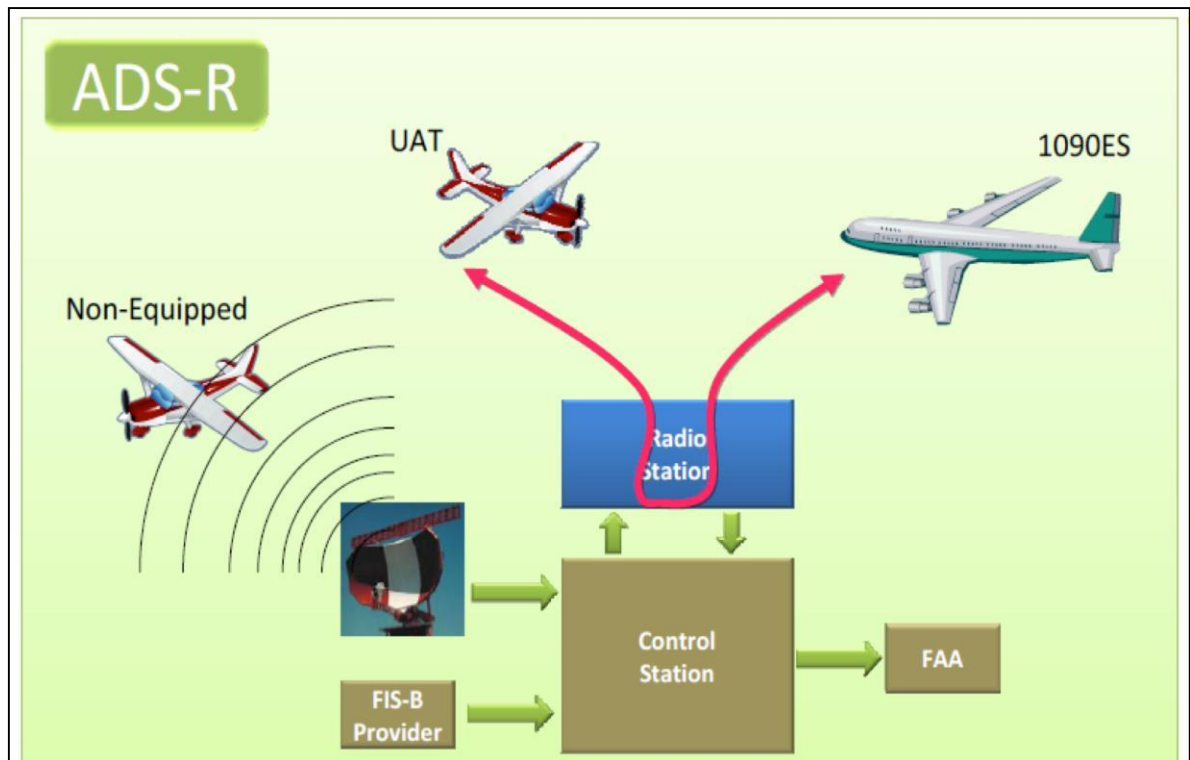 ADS-R
UAT
1090ES
Non-Equipped
Radio
Station
Control
Station
FAA
FIS-B
Provider